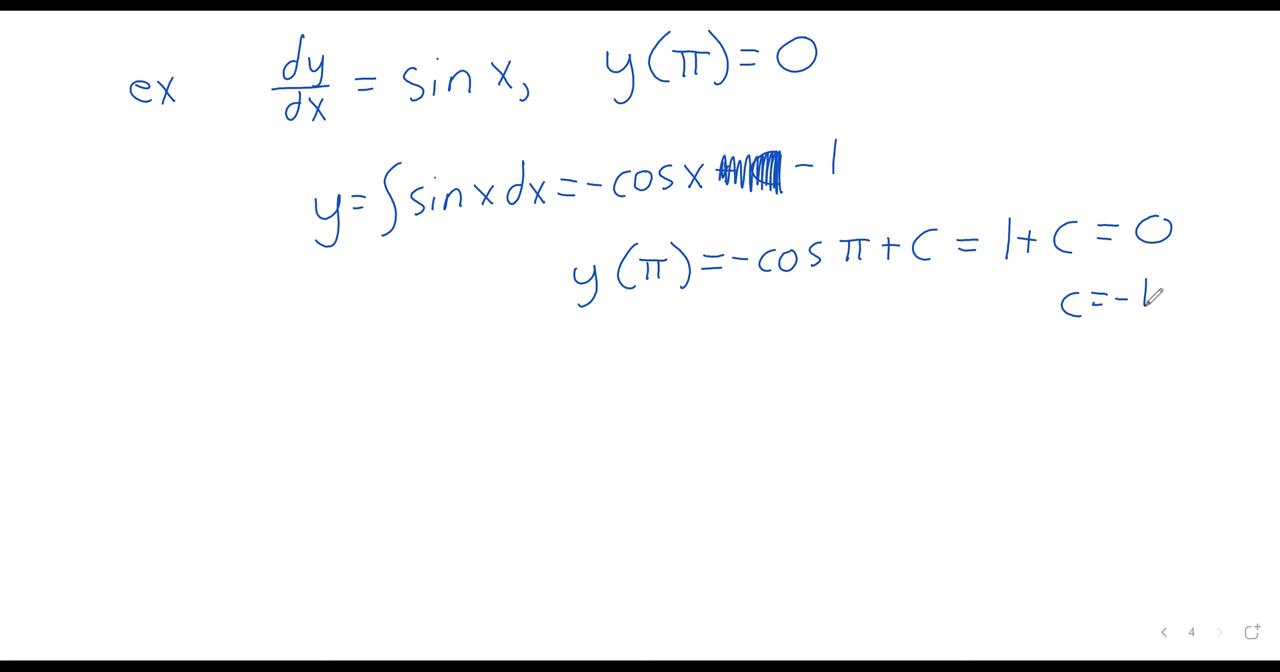 ex dy/dx = sin x, y(π) = 0
y = ∫ sin x dx = -cos x - 1
y(π) = -cos π + C = 1 + C = 0
C = -1
4